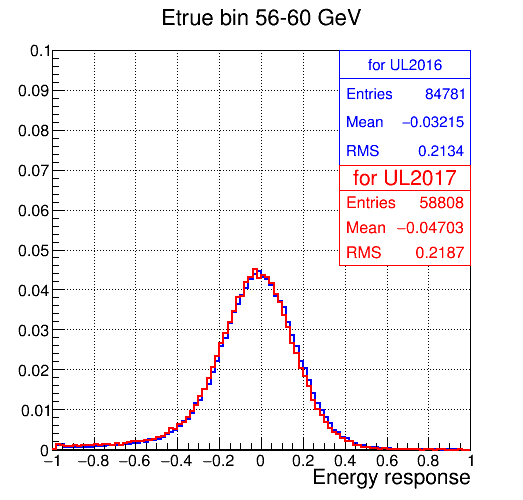 Etrue bin 56-60 GeV
0.1
0.09
0.08
0.07
0.06
0.05
0.04
0.03
0.02
0.01
0
for UL2016
Entries 84781
Mean −0.03215
RMS 0.2134
for UL2017
Entries 58808
Mean −0.04703
RMS 0.2187
−1 −0.8 −0.6 −0.4 −0.2 0 0.2 0.4 0.6 0.8 1
Energy response